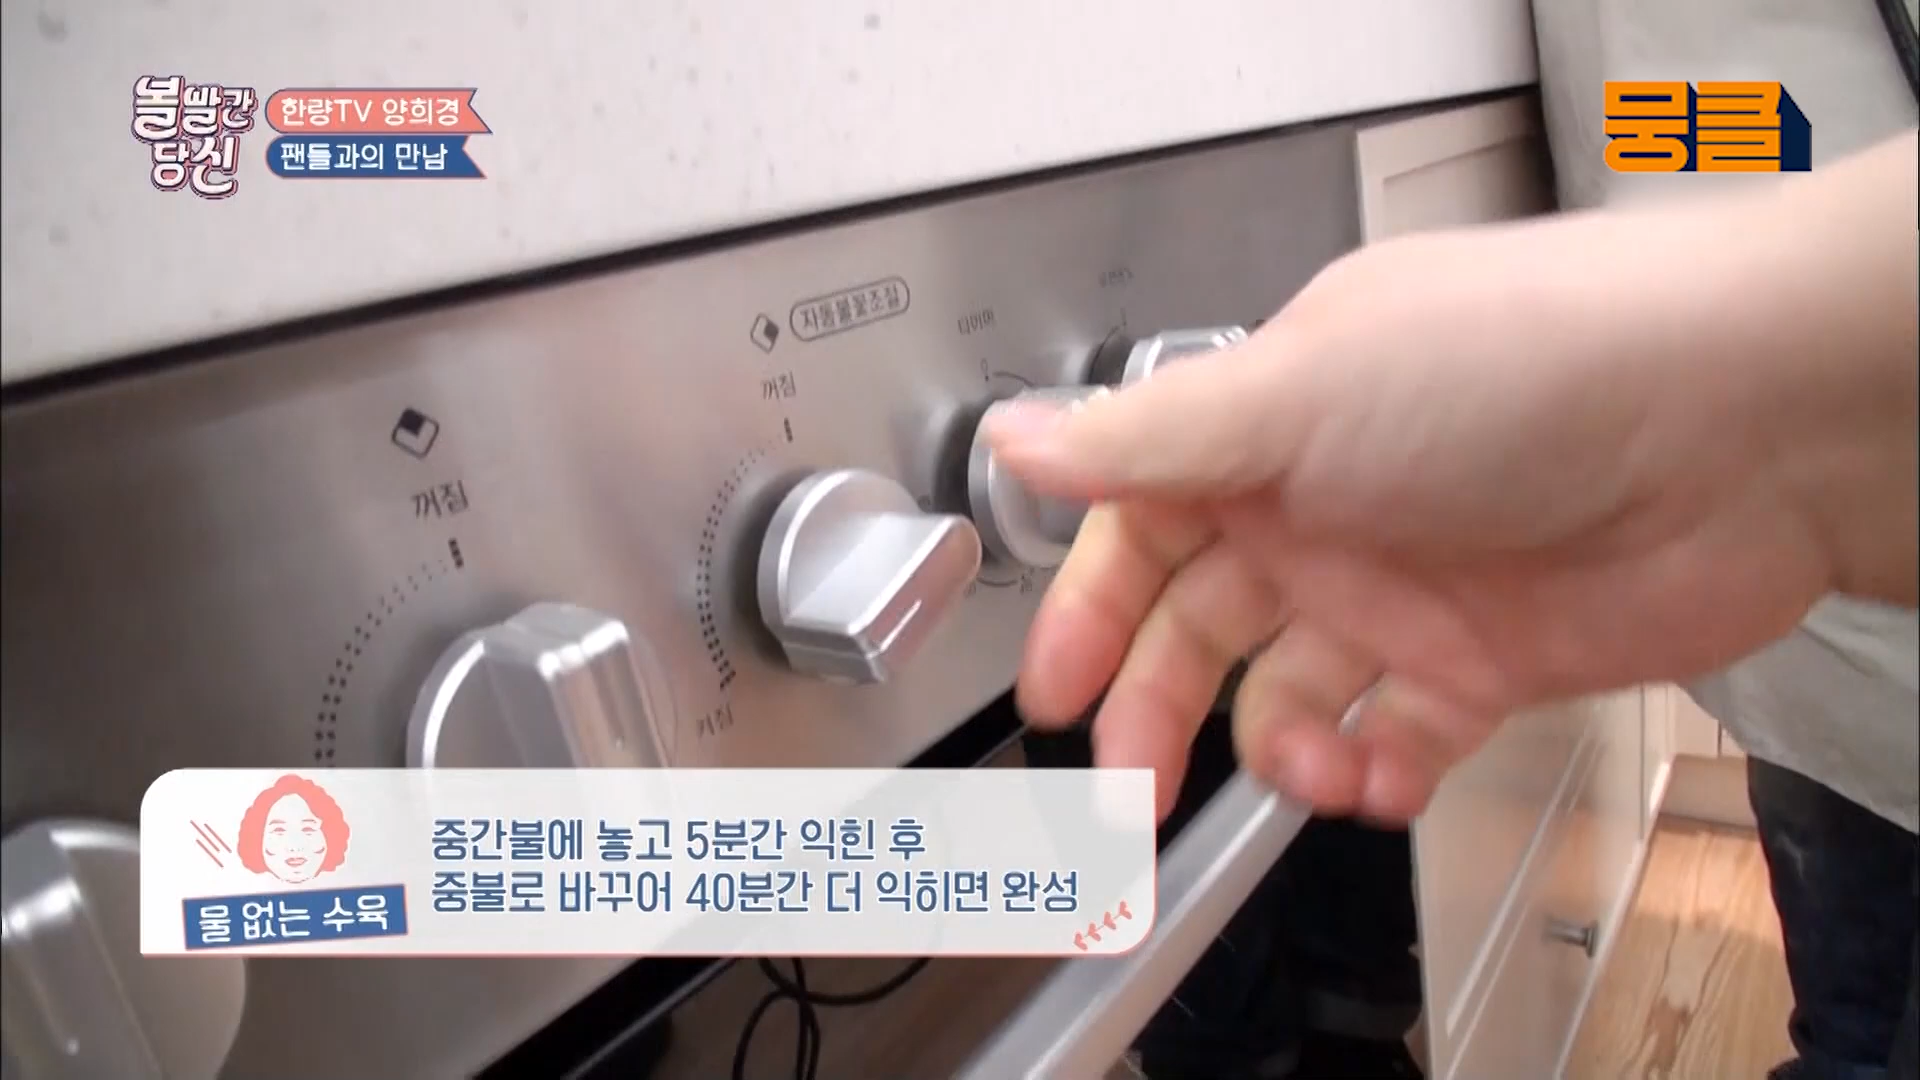 볼빨간
당신
한량TV 양희경
팬들과의 만남
뭉클
자동불꽃조절
타이머
꺼짐
꺼짐
커짐
물 없는 수육
중간불에 놓고 5분간 익힌 후
중불로 바꾸어 40분간 더 익히면 완성